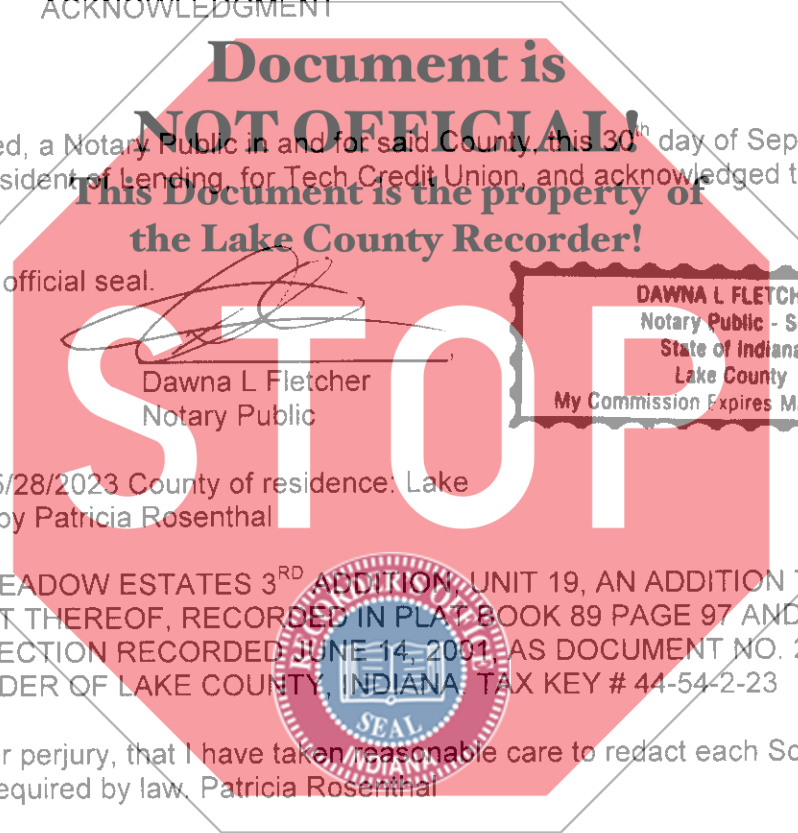 ACKNOWLEDGMENT
Document is
NOT OFFICIAL!
ed, a Notary Public in and for said County, this 30th day of Sep
sident of Lending, for Tech Credit Union, and acknowledged t
This Document is the property of
the Lake County Recorder!
official seal.
DAWNA L FLETCH
Notary Public - S
State of Indiana
Lake County
My Commission Expires M
Dawna L Fletcher
Notary Public
STOP
5/28/2023 County of residence: Lake
by Patricia Rosenthal
EADOW ESTATES 3RD ADDITION, UNIT 19, AN ADDITION T
T THEREOF, RECORDED IN PLAT BOOK 89 PAGE 97 AND
ECTION RECORDED JUNE 14, 2001, AS DOCUMENT NO. 2
DER OF LAKE COUNTY, INDIANA. TAX KEY # 44-54-2-23
RECORDER OFFICE
SEAL
INDIANA
r perjury, that I have taken reasonable care to redact each So
equired by law. Patricia Rosenthal